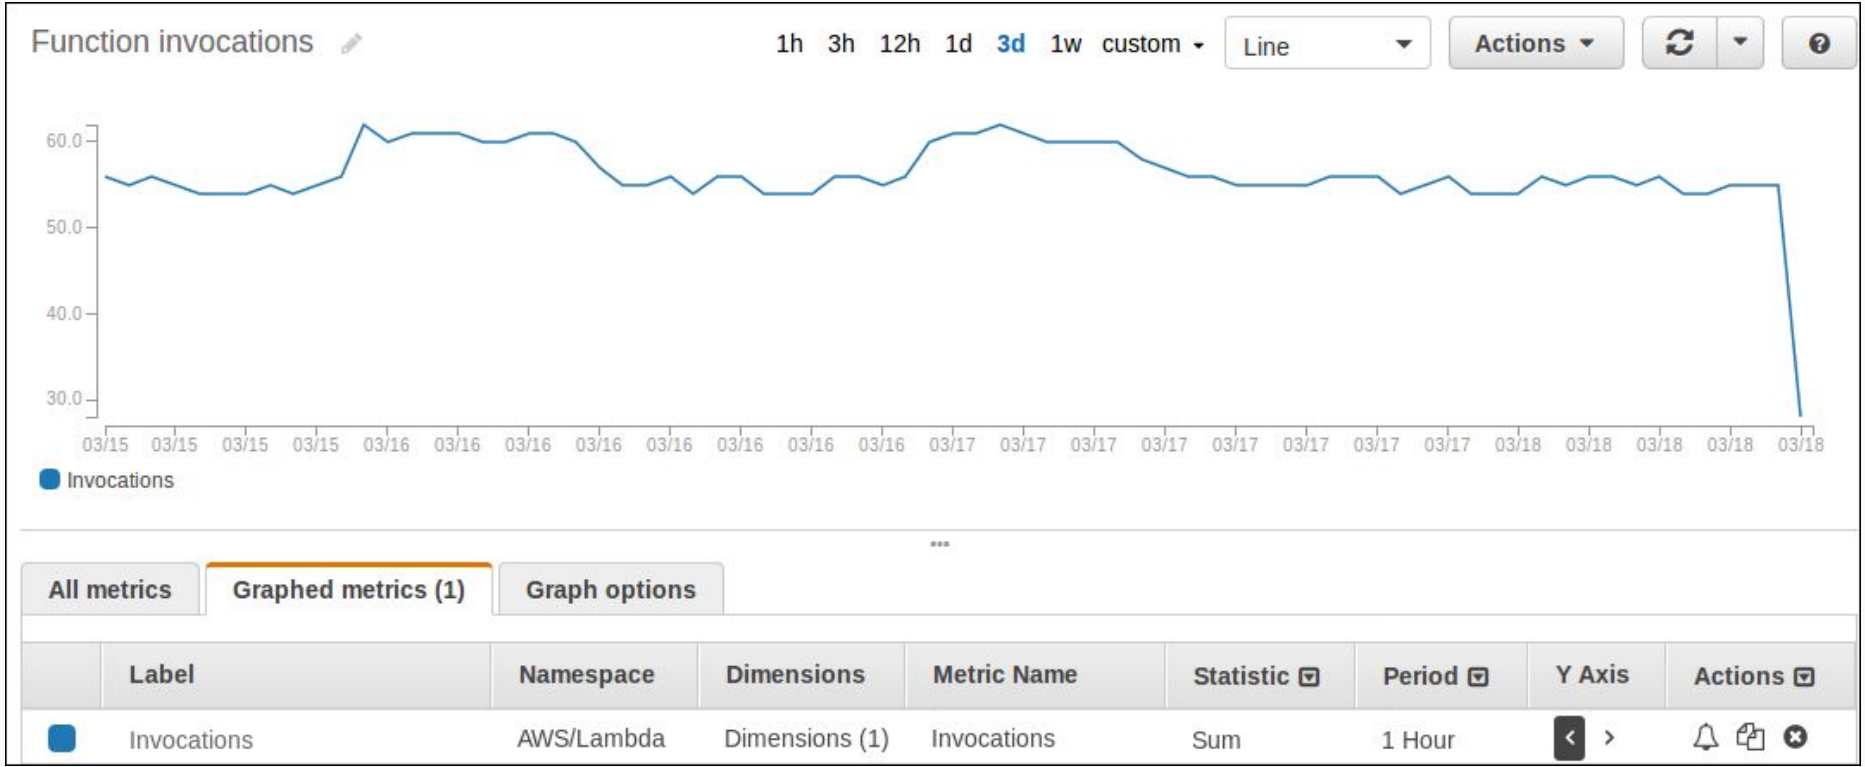 Function invocations 1h 3h 12h 1d 3d 1w custom Line Actions
60.0
50.0
40.0
30.0
03/15 03/15 03/15 03/15 03/16 03/16 03/16 03/16 03/16 03/16 03/16 03/16 03/17 03/17 03/17 03/17 03/17 03/17 03/17 03/17 03/18 03/18 03/18 03/18 03/18
Invocations
All metrics Graphed metrics (1) Graph options
Label Namespace Dimensions Metric Name Statistic Period Y Axis Actions
Invocations AWS/Lambda Dimensions (1) Invocations Sum 1 Hour < >